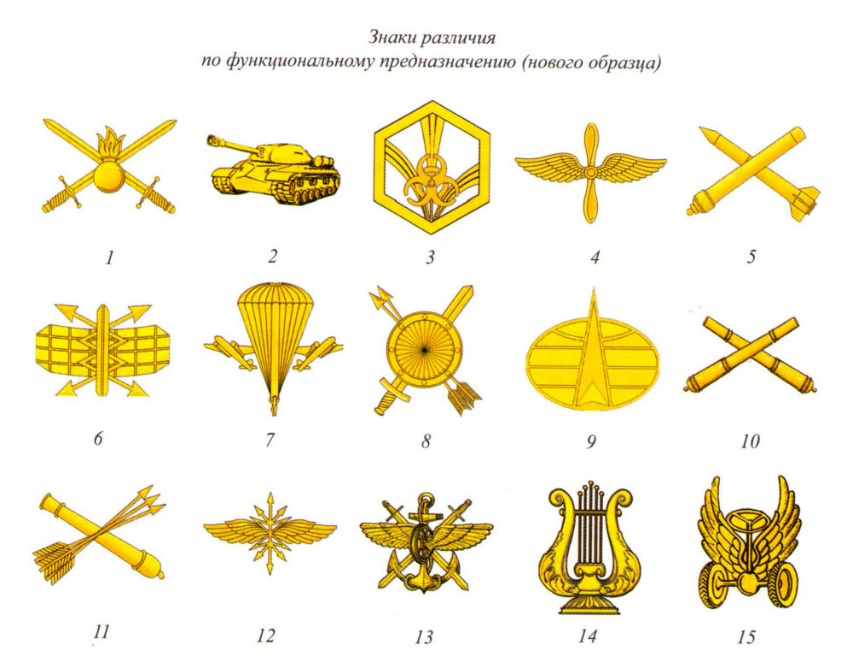 Знаки различия
по функциональному предназначению (нового образца)
1 2 3 4 5
6 7 8 9 10
11 12 13 14 15